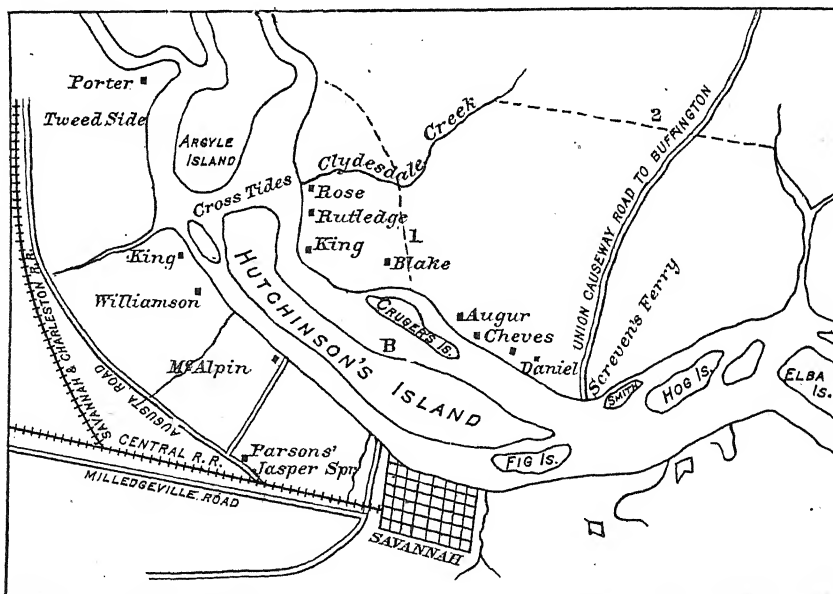 Porter
Tweed Side
ARGYLE
ISLAND
Cross Tides
Clydesdale Creek
2
UNION CAUSEWAY ROAD TO BUFFINGTON
Rose
Rutledge
King
1
Blake
King
Williamson
HUTCHINSON'S ISLAND
CRUGER'S IS.
B
Augur
Cheves
Daniel
Screven's Ferry
SMITH
HOG IS.
ELBA
IS.
SAVANNAH & CHARLESTON R.R.
AUGUSTA ROAD
McAlpin
CENTRAL R.R.
Parsons'
Jasper Spr.
FIG IS.
MILLEDGEVILLE ROAD
SAVANNAH